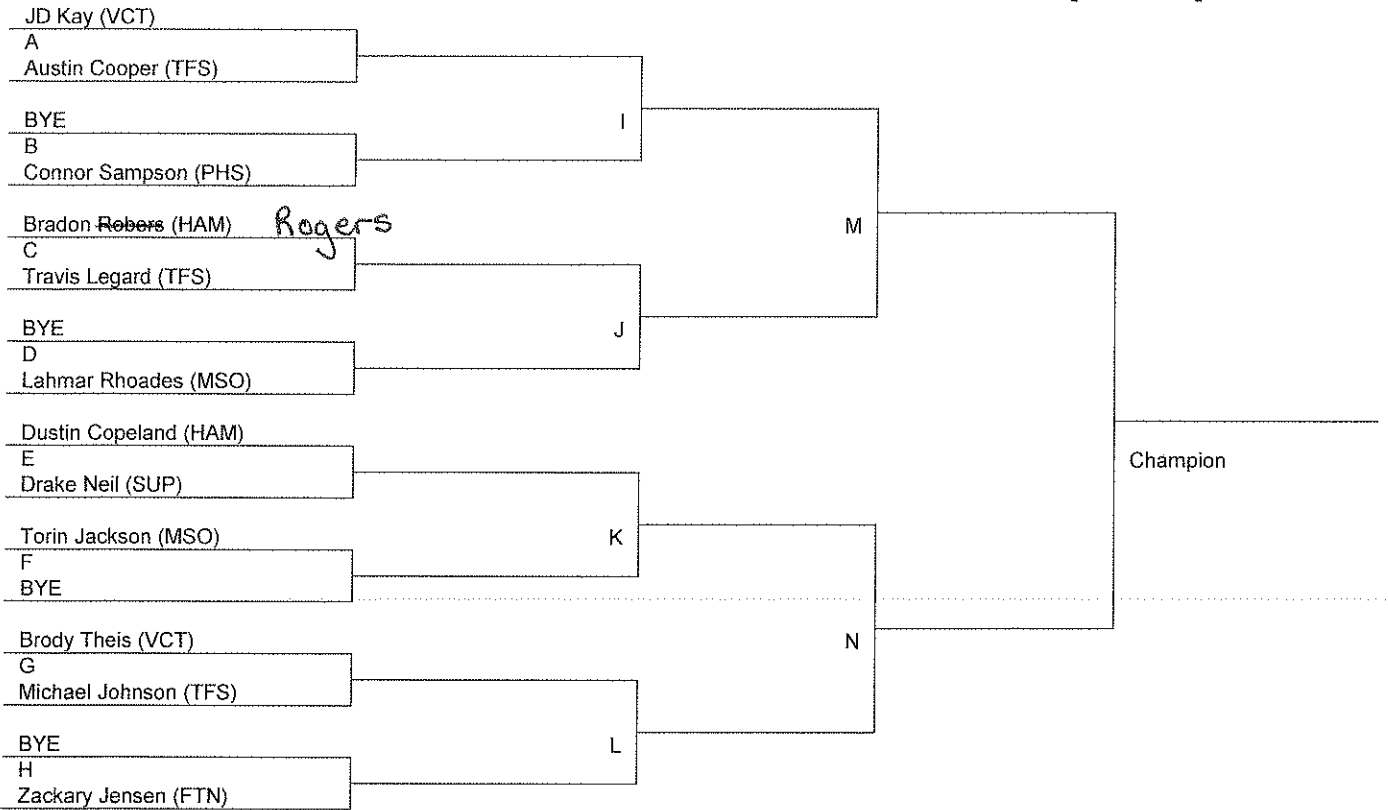 JD Kay (VCT)
A
Austin Cooper (TFS)
BYE
I
B
Connor Sampson (PHS)
Bradon Robers (HAM) Rogers
M
C
Travis Legard (TFS)
BYE
J
D
Lahmar Rhoades (MSO)
Dustin Copeland (HAM)
E
Champion
Drake Neil (SUP)
Torin Jackson (MSO)
K
F
BYE
Brody Theis (VCT)
N
G
Michael Johnson (TFS)
BYE
L
H
Zackary Jensen (FTN)